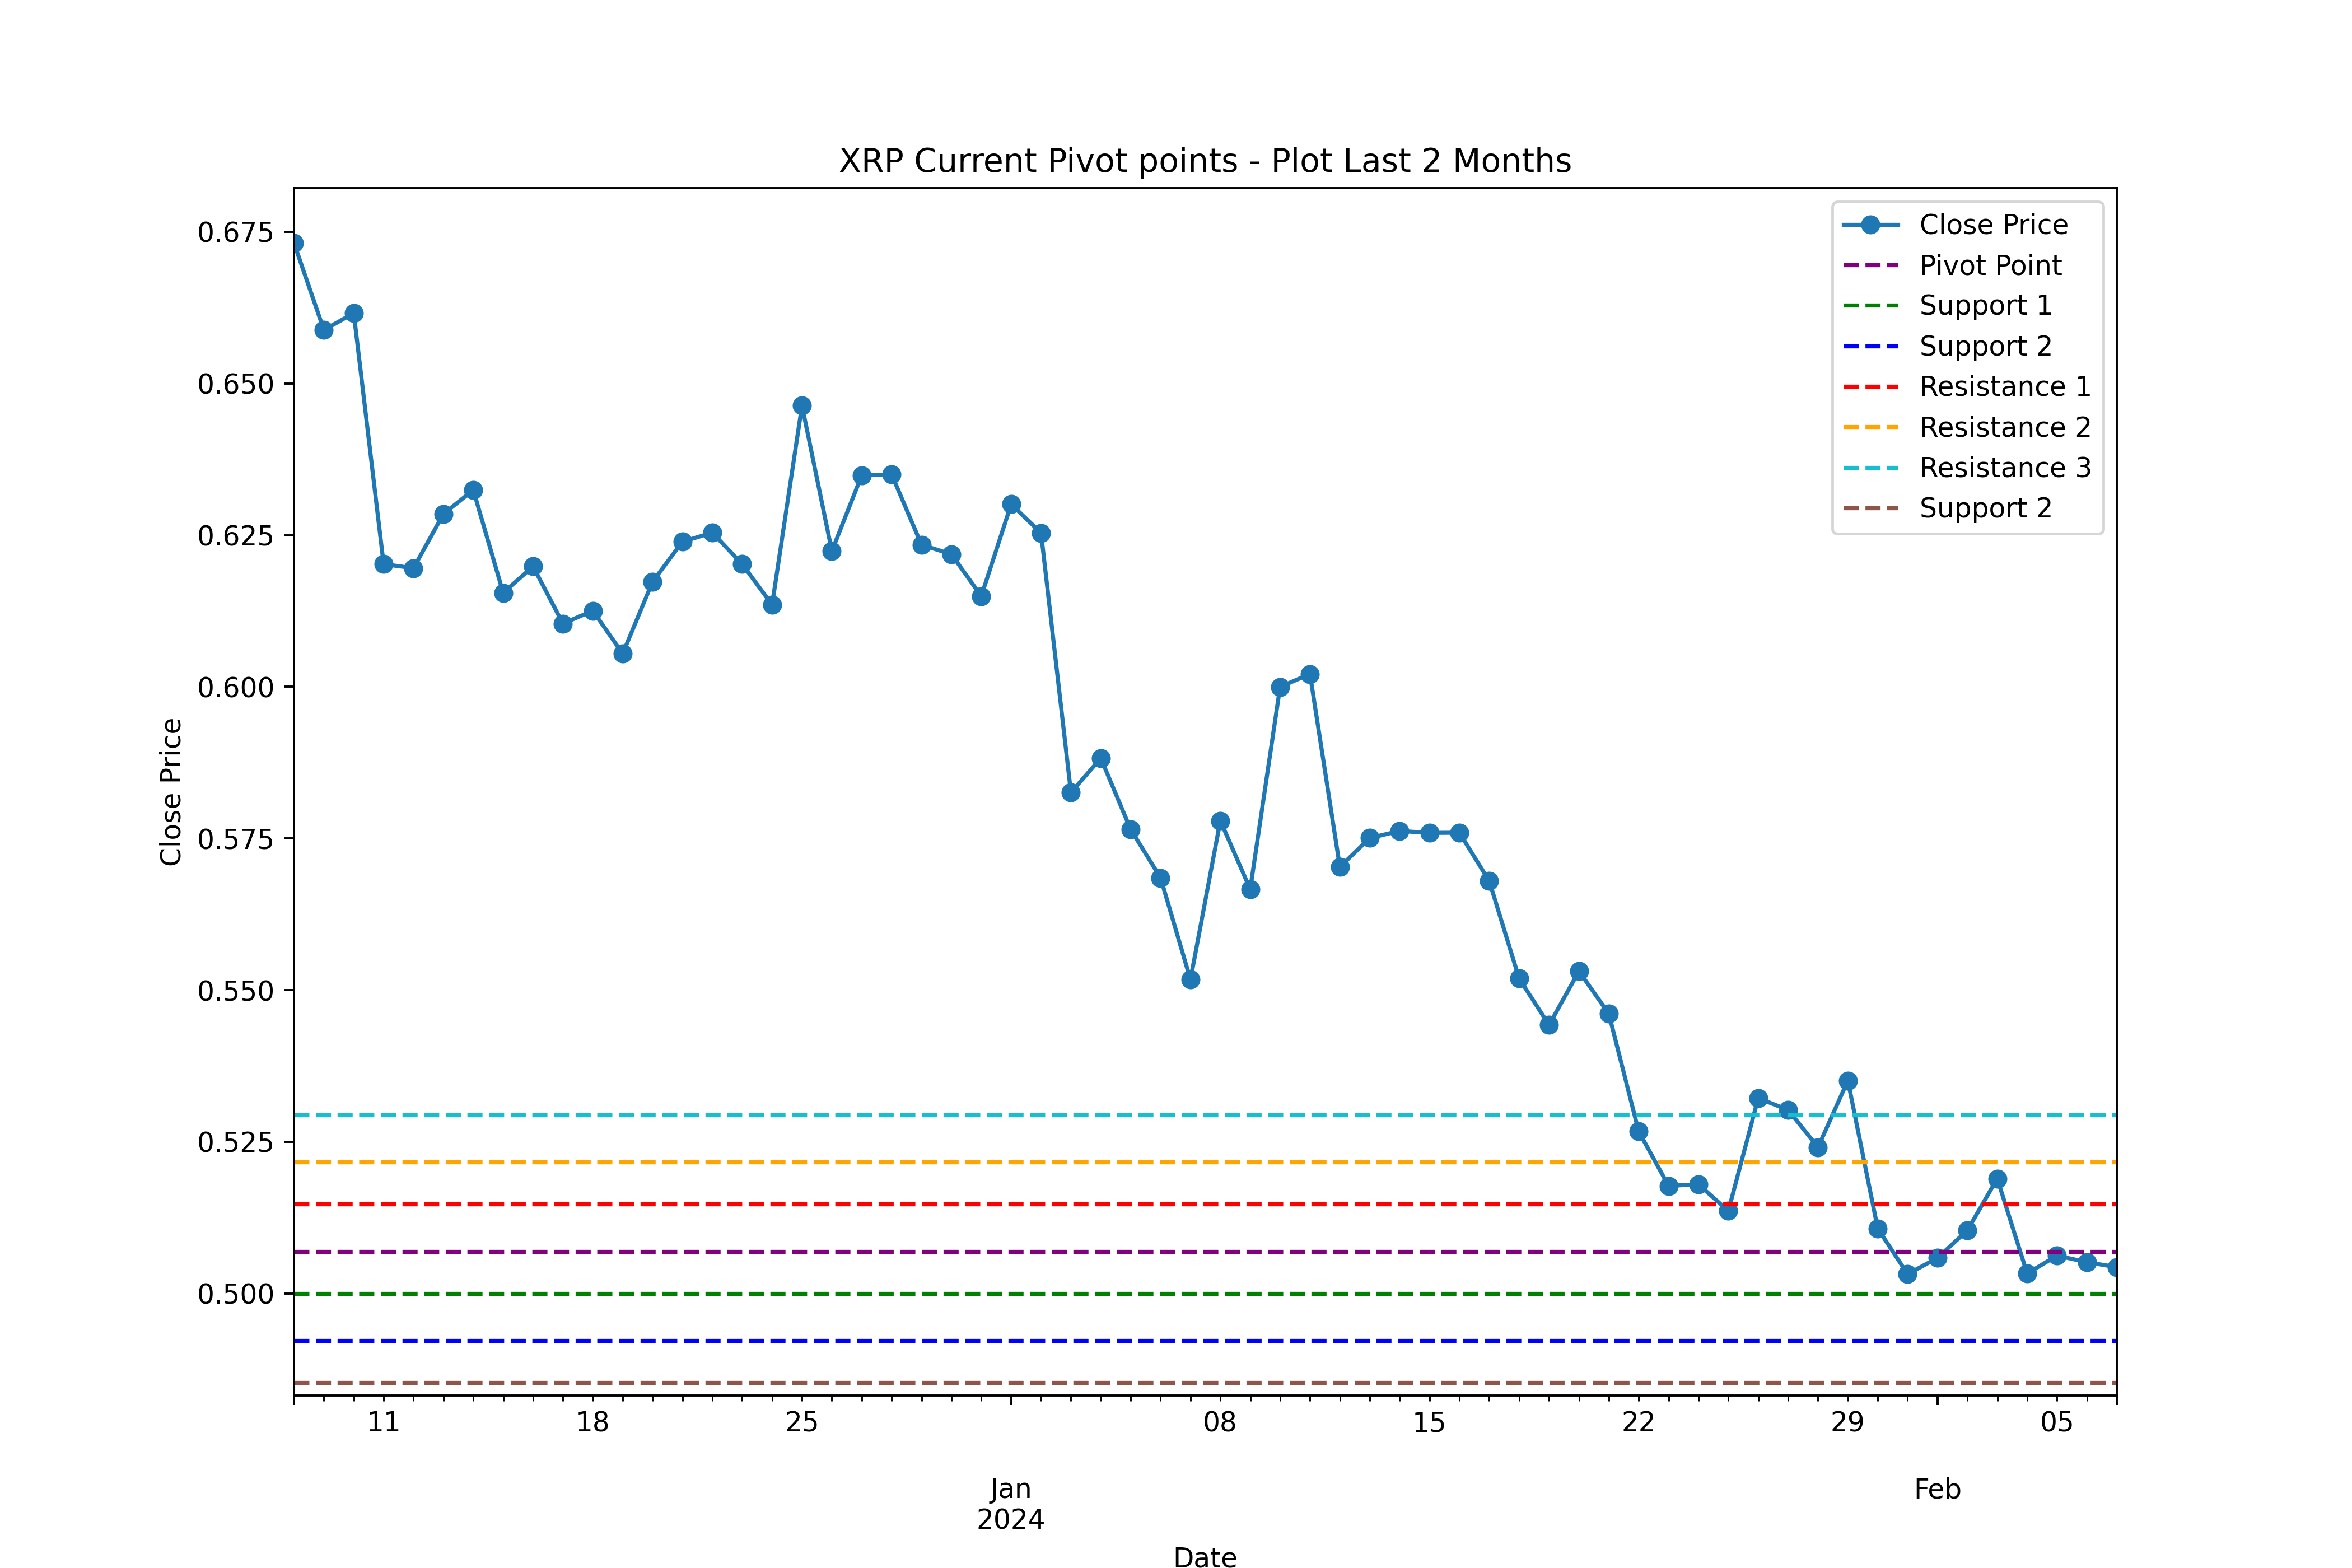 XRP Current Pivot points - Plot Last 2 Months
Close Price
Pivot Point
Support 1
Support 2
Resistance 1
Resistance 2
Resistance 3
Support 2
0.675
0.650
0.625
0.600
0.575
0.550
0.525
0.500
Close Price
11 18 25 08 15 22 29 05
Jan Feb
2024
Date